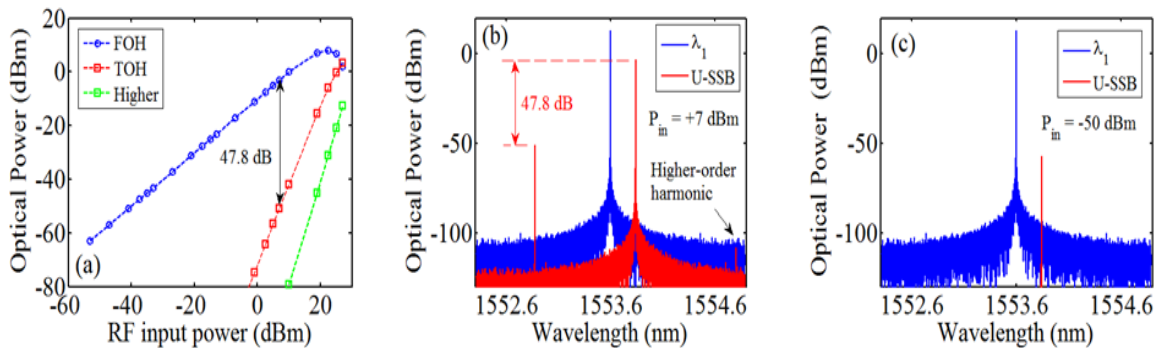 20
0
-20
-40
-60
-80
Optical Power (dBm)
FOH
TOH
Higher
47.8 dB
(a)
-60 -40 -20 0 20
RF input power (dBm)
0
-50
-100
Optical Power (dBm)
(b)
λ1
U-SSB
47.8 dB
Pin = +7 dBm
Higher-order
harmonic
1552.6 1553.6 1554.6
Wavelength (nm)
0
-50
-100
Optical Power (dBm)
(c)
λ1
U-SSB
Pin = -50 dBm
1552.6 1553.6 1554.6
Wavelength (nm)